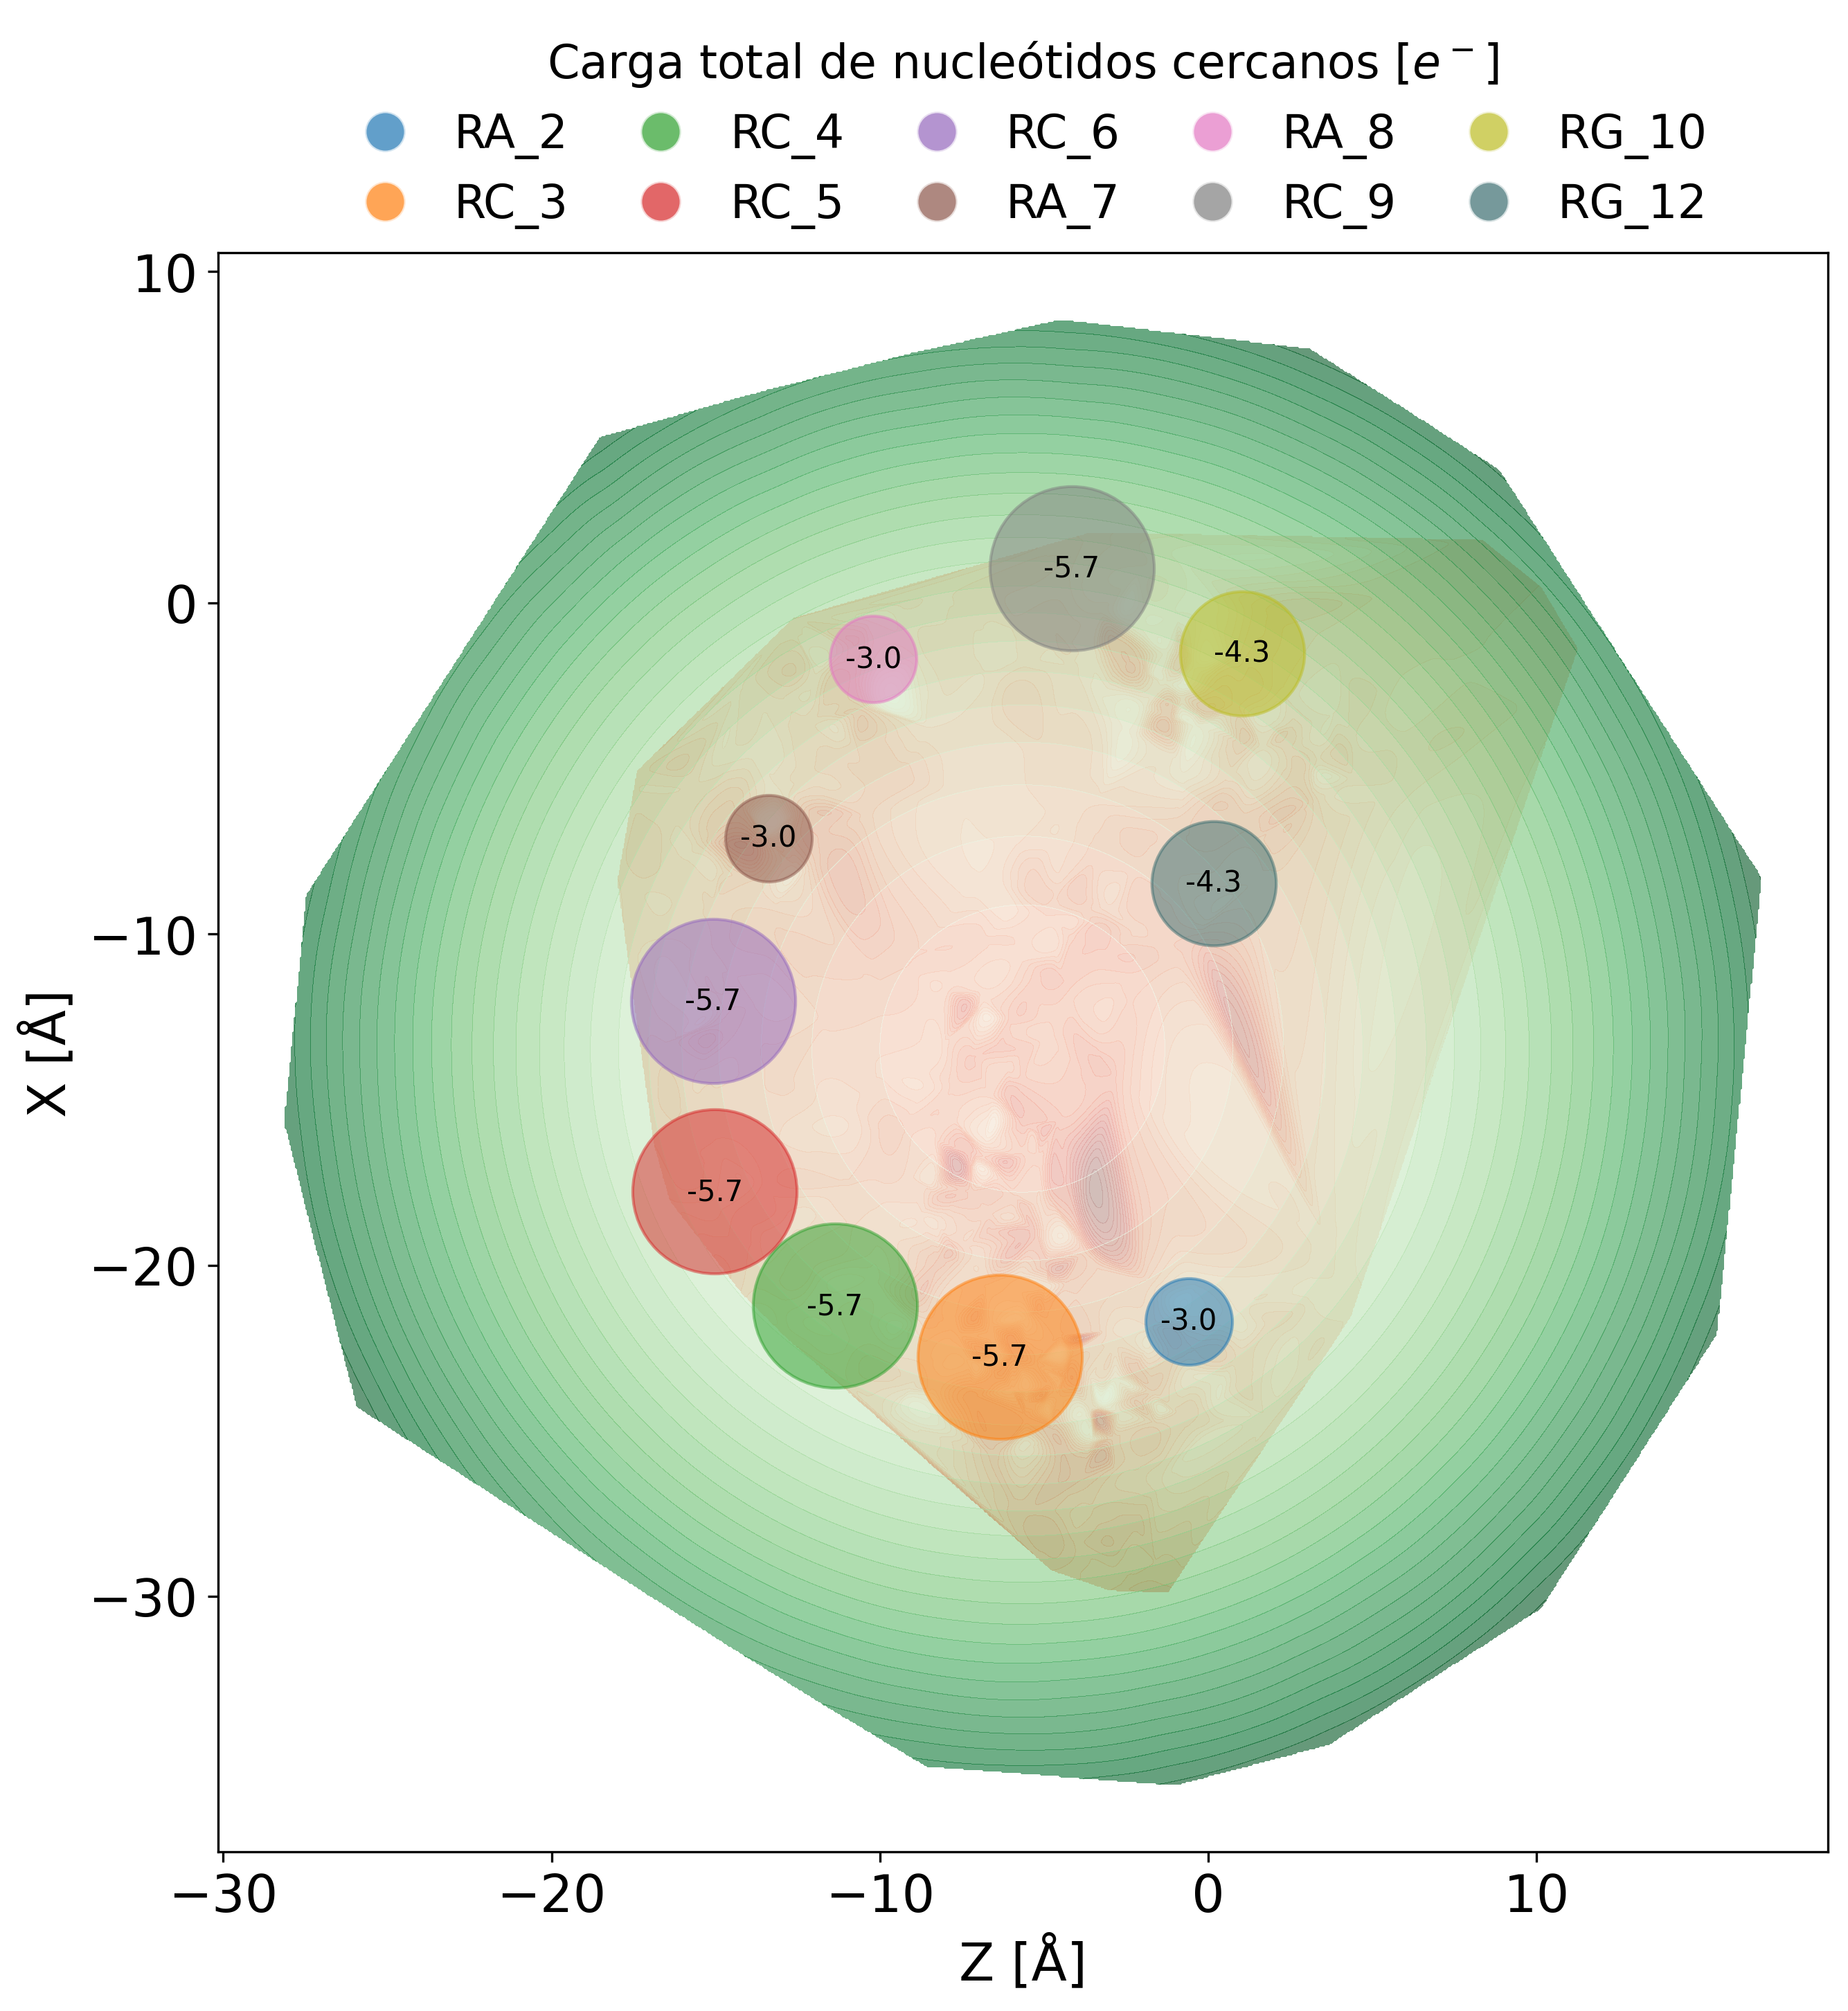 Carga total de nucleótidos cercanos [e⁻]
RA_2 RC_4 RC_6 RA_8 RG_10
RC_3 RC_5 RA_7 RC_9 RG_12
10
0
−10
−20
−30
X [Å]
-5.7
-4.3
-3.0
-3.0
-4.3
-5.7
-5.7
-5.7
-3.0
-5.7
−30 −20 −10 0 10
Z [Å]